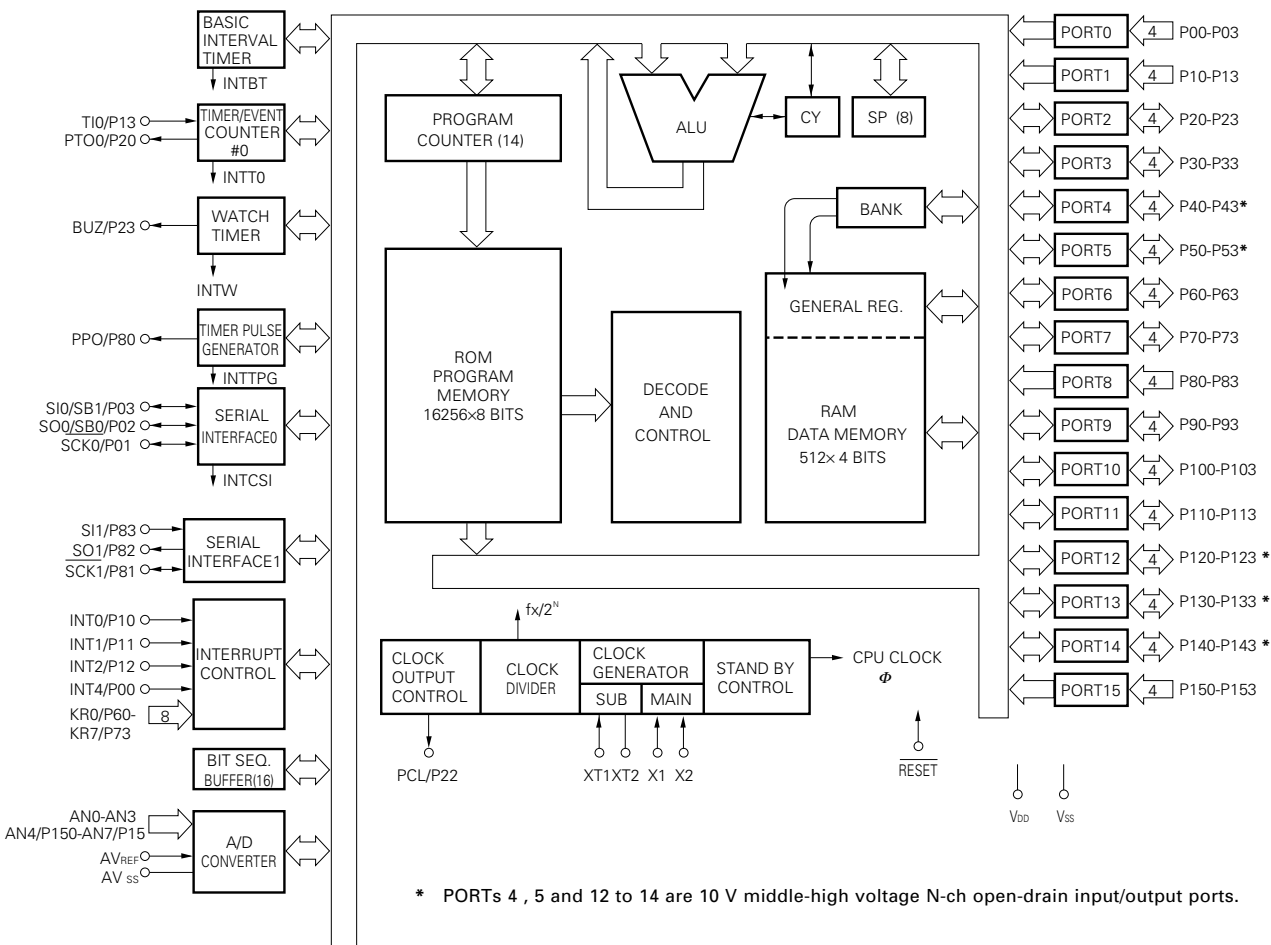 BASIC
INTERVAL
TIMER
INTBT
TI0/P13
PTO0/P20
TIMER/EVENT
COUNTER
#0
INTT0
BUZ/P23
WATCH
TIMER
INTW
PPO/P80
TIMER PULSE
GENERATOR
INTTPG
SI0/SB1/P03
SO0/SB0/P02
SCK0/P01
SERIAL
INTERFACE0
INTCSI
SI1/P83
SO1/P82
SCK1/P81
SERIAL
INTERFACE1
INT0/P10
INT1/P11
INT2/P12
INT4/P00
KR0/P60-
KR7/P73
8
INTERRUPT
CONTROL
BIT SEQ.
BUFFER(16)
AN0-AN3
AN4/P150-AN7/P15
AVREF
AV SS
A/D
CONVERTER
PROGRAM
COUNTER (14)
ALU
CY
SP (8)
BANK
GENERAL REG.
ROM
PROGRAM
MEMORY
16256×8 BITS
DECODE
AND
CONTROL
RAM
DATA MEMORY
512× 4 BITS
fx/2N
CLOCK
OUTPUT
CONTROL
CLOCK
DIVIDER
CLOCK
GENERATOR
SUB
MAIN
STAND BY
CONTROL
CPU CLOCK
Φ
PCL/P22
XT1
XT2
X1
X2
RESET
VDD
VSS
PORT0 4 P00-P03
PORT1 4 P10-P13
PORT2 4 P20-P23
PORT3 4 P30-P33
PORT4 4 P40-P43*
PORT5 4 P50-P53*
PORT6 4 P60-P63
PORT7 4 P70-P73
PORT8 4 P80-P83
PORT9 4 P90-P93
PORT10 4 P100-P103
PORT11 4 P110-P113
PORT12 4 P120-P123 *
PORT13 4 P130-P133 *
PORT14 4 P140-P143 *
PORT15 4 P150-P153
* PORTs 4 , 5 and 12 to 14 are 10 V middle-high voltage N-ch open-drain input/output ports.